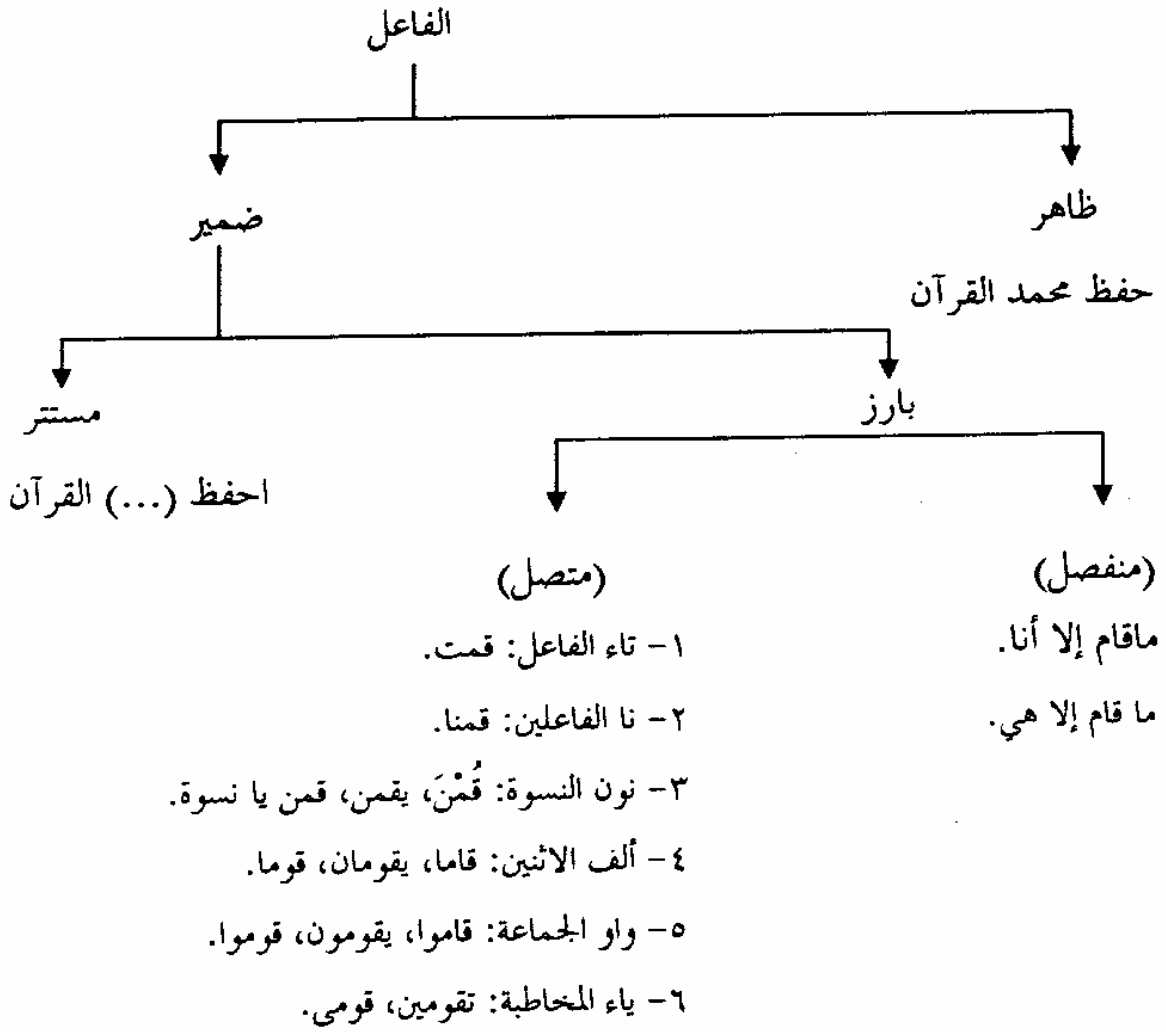 الفاعل
ظاهر
ضمير
حفظ محمد القرآن
بارز
مستتر
احفظ (...) القرآن
(منفصل)
ماقام إلا أنا.
ما قام إلا هي.
(متصل)
١- تاء الفاعل: قمت.
٢- نا الفاعلين: قمنا.
٣- نون النسوة: قُمْنَ، يقمن، قمن يا نسوة.
٤- ألف الاثنين: قاما، يقومان، قوما.
٥- واو الجماعة: قاموا، يقومون، قوموا.
٦- ياء المخاطبة: تقومين، قومي.